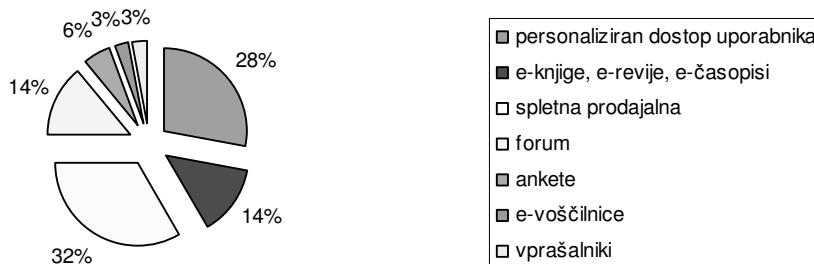 6%
3%
3%
28%
14%
14%
32%
personaliziran dostop uporabnika
e-knjige, e-revije, e-časopisi
spletna prodajalna
forum
ankete
e-voščilnice
vprašalniki